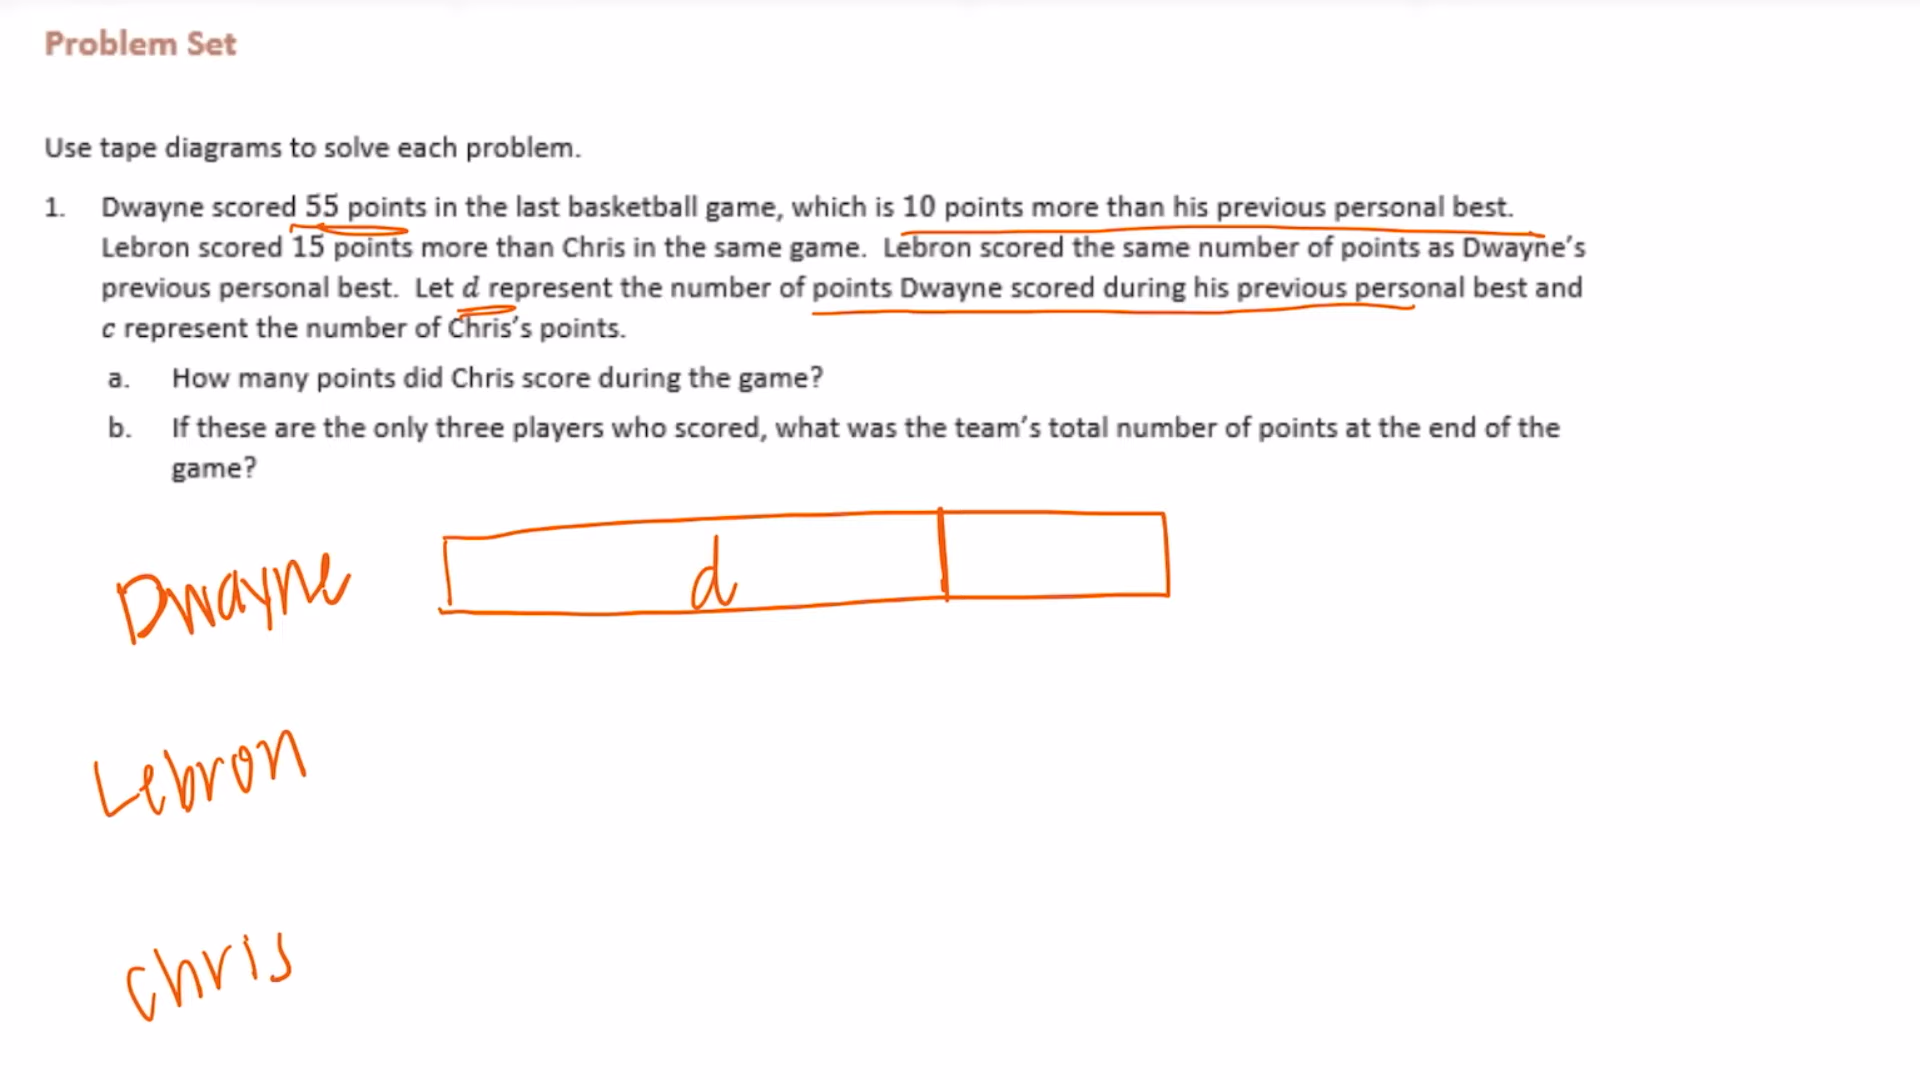 Problem Set
Use tape diagrams to solve each problem.
1. Dwayne scored 55 points in the last basketball game, which is 10 points more than his previous personal best.
Lebron scored 15 points more than Chris in the same game. Lebron scored the same number of points as Dwayne's
previous personal best. Let d represent the number of points Dwayne scored during his previous personal best and
c represent the number of Chris's points.
a. How many points did Chris score during the game?
b. If these are the only three players who scored, what was the team's total number of points at the end of the
game?
Dwayne d
Lebron
Chris